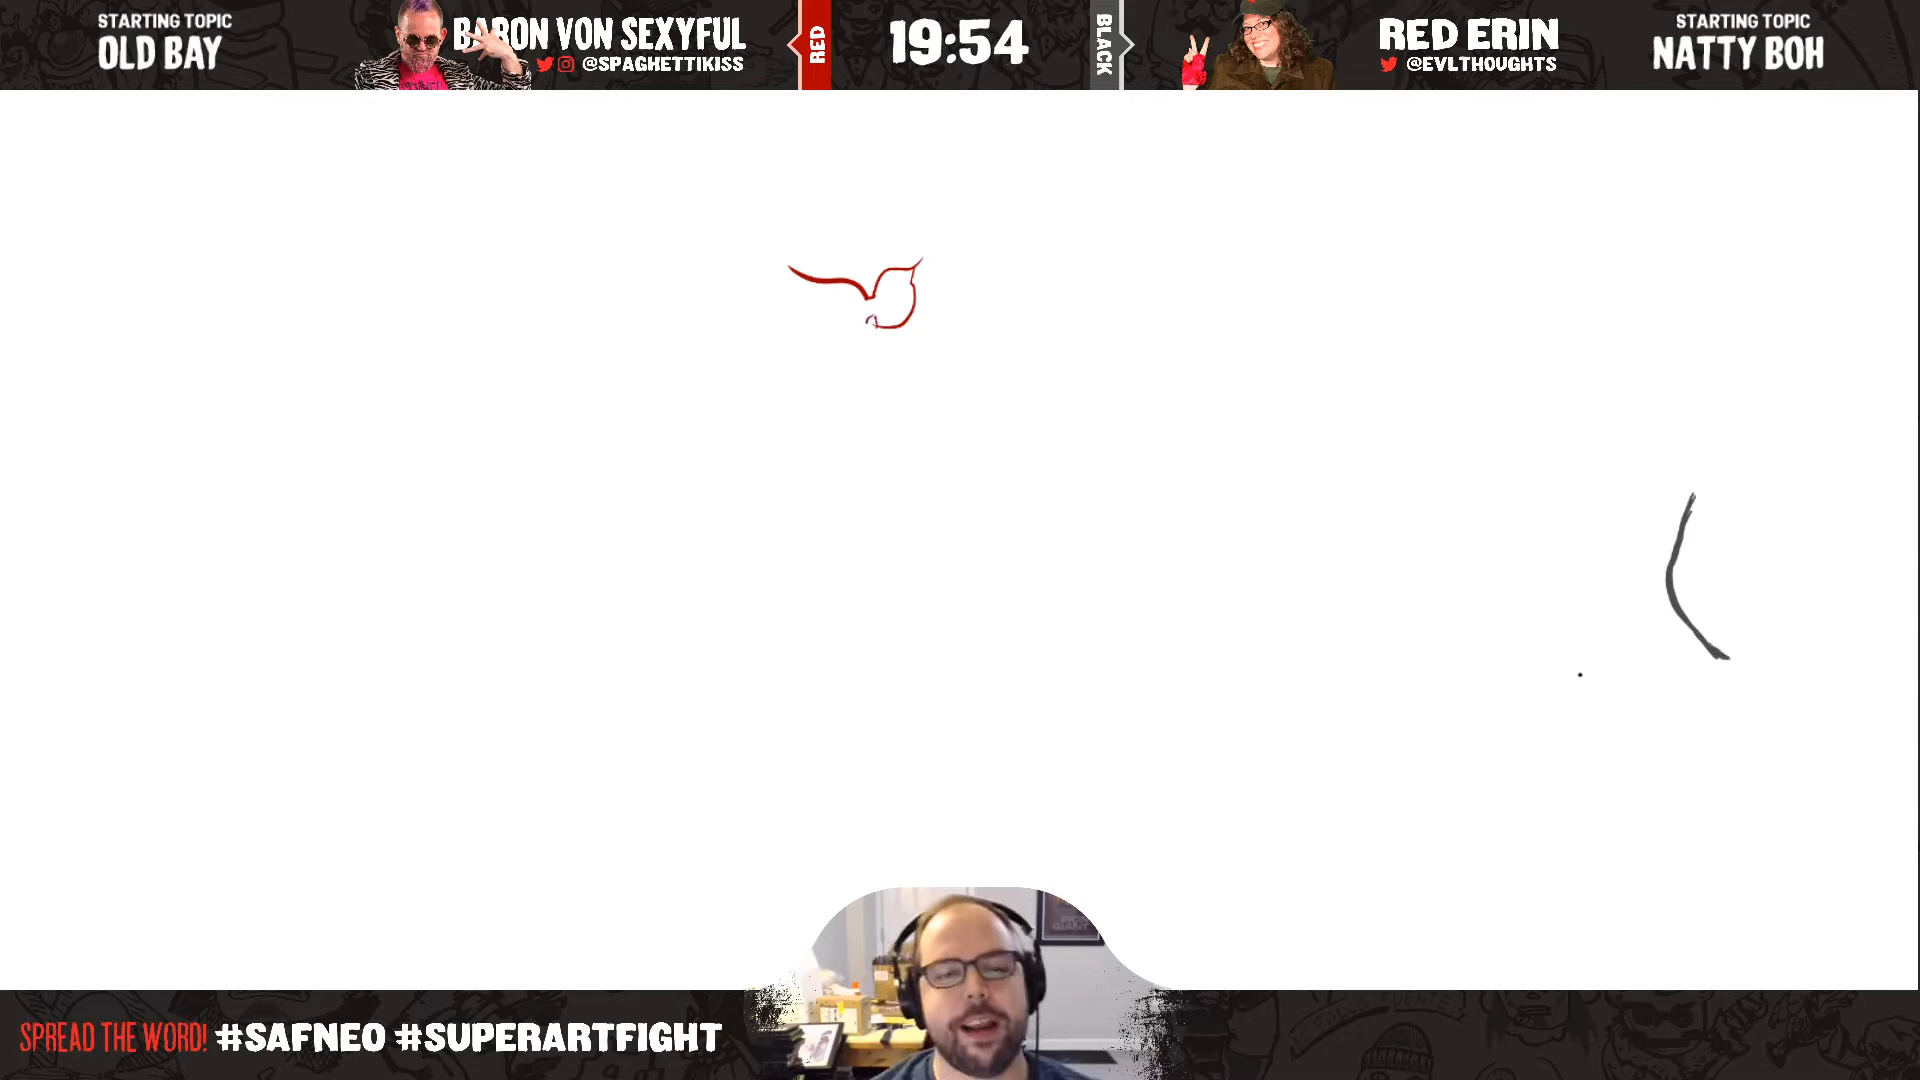 STARTING TOPIC
OLD BAY
BARON VON SEXYFUL
@SPAGHETTIKISS
RED
19:54
BLACK
RED ERIN
@EVLTHOUGHTS
STARTING TOPIC
NATTY BOH
SPREAD THE WORD! #SAFNEO #SUPERARTFIGHT